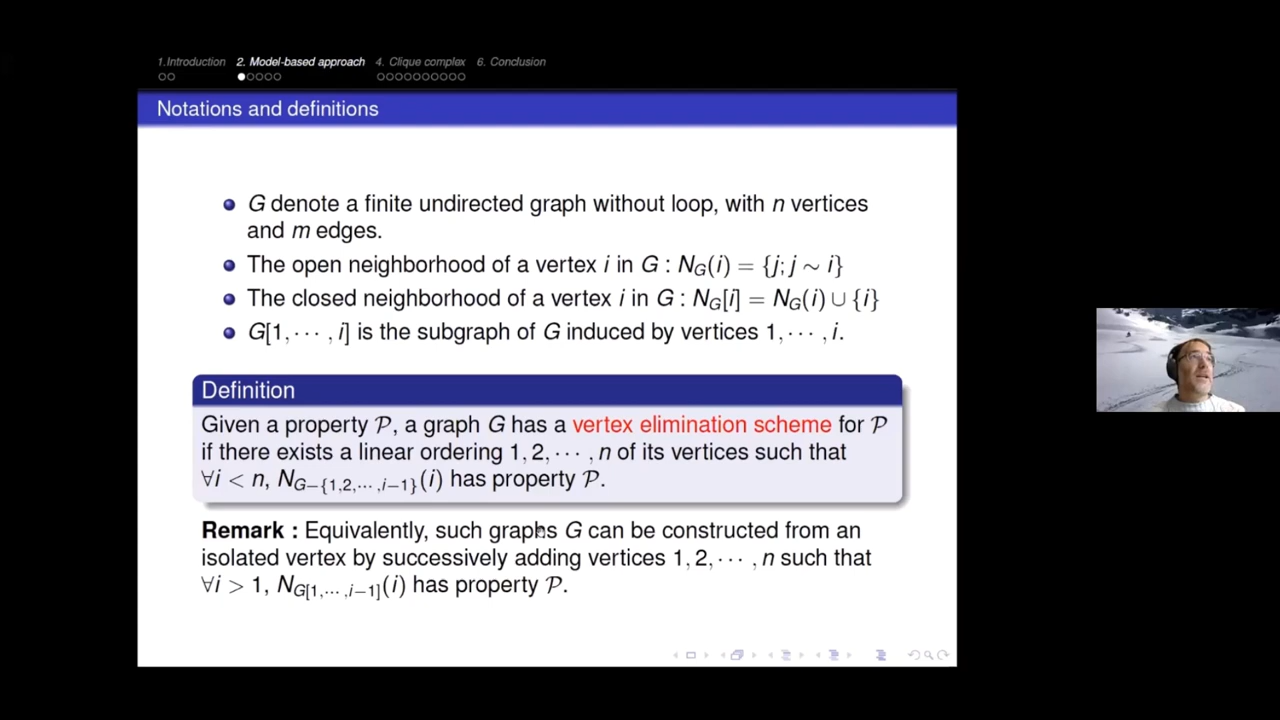 1.Introduction 2. Model-based approach 4. Clique complex 6. Conclusion
Notations and definitions
G denote a finite undirected graph without loop, with n vertices
and m edges.
The open neighborhood of a vertex i in G : N_G(i) = {j; j ∼ i}
The closed neighborhood of a vertex i in G : N_G[i] = N_G(i) ∪ {i}
G[1, ··· , i] is the subgraph of G induced by vertices 1, ··· , i.
Definition
Given a property 𝒫, a graph G has a vertex elimination scheme for 𝒫
if there exists a linear ordering 1, 2, ··· , n of its vertices such that
∀i < n, N_{G−{1,2,··· ,i−1}}(i) has property 𝒫.
Remark : Equivalently, such graphs G can be constructed from an
isolated vertex by successively adding vertices 1, 2, ··· , n such that
∀i > 1, N_{G[1,··· ,i−1]}(i) has property 𝒫.